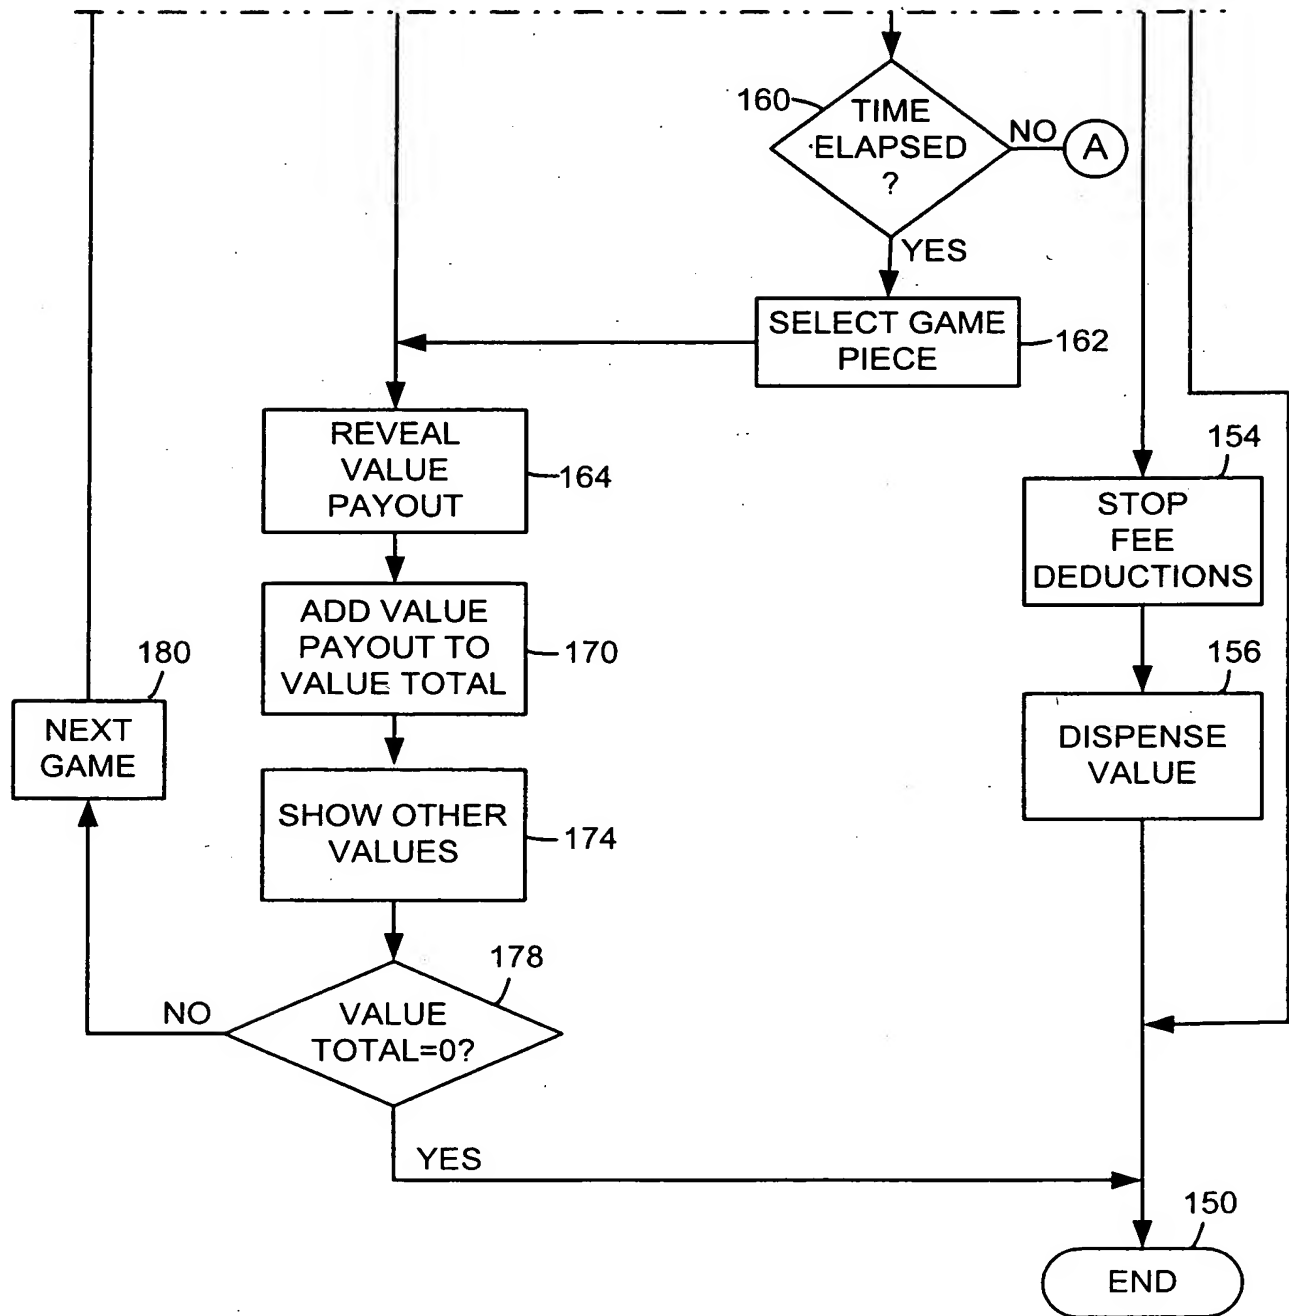 160
TIME
ELAPSED
?
NO
A
YES
SELECT GAME
PIECE
162
REVEAL
VALUE
PAYOUT
164
154
STOP
FEE
DEDUCTIONS
ADD VALUE
PAYOUT TO
VALUE TOTAL
170
180
NEXT
GAME
156
DISPENSE
VALUE
SHOW OTHER
VALUES
174
178
NO
VALUE
TOTAL=0?
YES
150
END